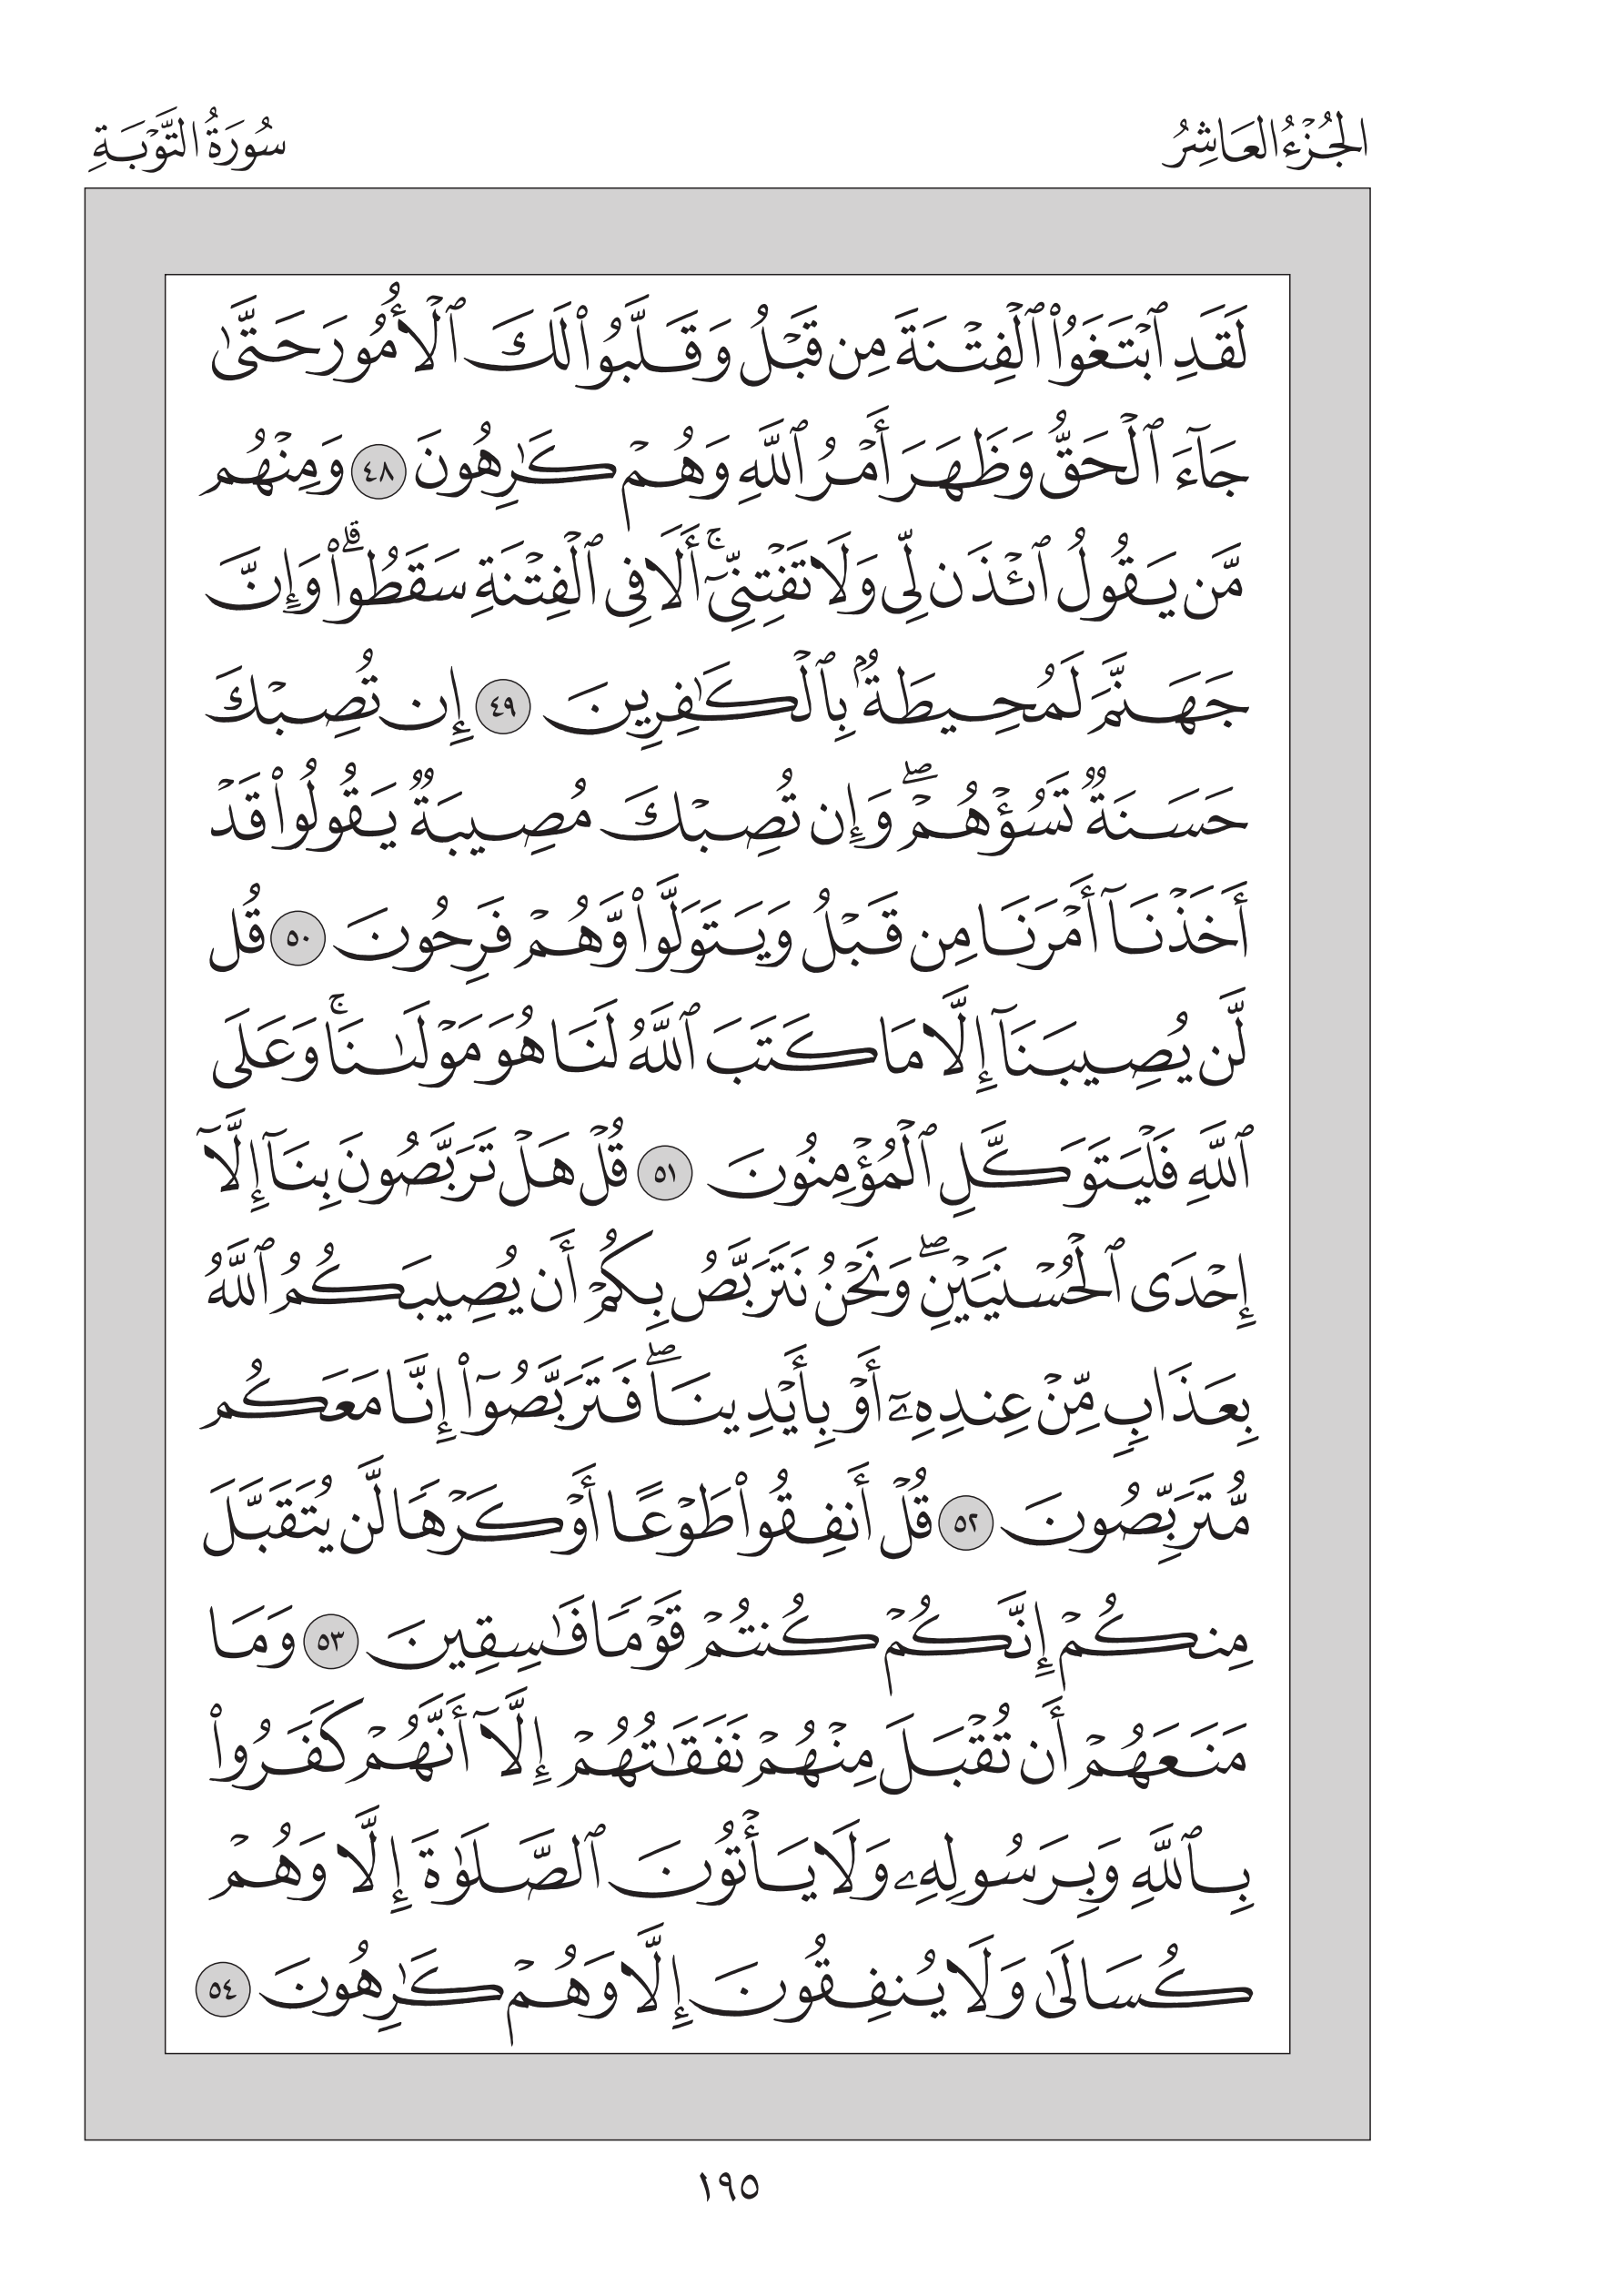 الجُزْءُ العَاشِرُ
سُورَةُ التَّوْبَةِ
لَقَدِ ٱبْتَغَوُا۟ ٱلْفِتْنَةَ مِن قَبْلُ وَقَلَّبُوا۟ لَكَ ٱلْأُمُورَ حَتَّىٰ
جَآءَ ٱلْحَقُّ وَظَهَرَ أَمْرُ ٱللَّهِ وَهُمْ كَـٰرِهُونَ ٤٨ وَمِنْهُم
مَّن يَقُولُ ٱئْذَن لِّى وَلَا تَفْتِنِّىٓ ۚ أَلَا فِى ٱلْفِتْنَةِ سَقَطُوا۟ ۗ وَإِنَّ
جَهَنَّمَ لَمُحِيطَةٌۢ بِٱلْكَـٰفِرِينَ ٤٩ إِن تُصِبْكَ
حَسَنَةٌ تَسُؤْهُمْ ۖ وَإِن تُصِبْكَ مُصِيبَةٌ يَقُولُوا۟ قَدْ
أَخَذْنَآ أَمْرَنَا مِن قَبْلُ وَيَتَوَلَّوا۟ وَّهُمْ فَرِحُونَ ٥٠ قُل
لَّن يُصِيبَنَآ إِلَّا مَا كَتَبَ ٱللَّهُ لَنَا هُوَ مَوْلَىٰنَا ۚ وَعَلَى
ٱللَّهِ فَلْيَتَوَكَّلِ ٱلْمُؤْمِنُونَ ٥١ قُلْ هَلْ تَرَبَّصُونَ بِنَآ إِلَّآ
إِحْدَى ٱلْحُسْنَيَيْنِ ۖ وَنَحْنُ نَتَرَبَّصُ بِكُمْ أَن يُصِيبَكُمُ ٱللَّهُ
بِعَذَابٍ مِّنْ عِندِهِۦٓ أَوْ بِأَيْدِينَا ۖ فَتَرَبَّصُوٓا۟ إِنَّا مَعَكُم
مُّتَرَبِّصُونَ ٥٢ قُلْ أَنفِقُوا۟ طَوْعًا أَوْ كَرْهًا لَّن يُتَقَبَّلَ
مِنكُمْ إِنَّكُمْ كُنتُمْ قَوْمًا فَـٰسِقِينَ ٥٣ وَمَا
مَنَعَهُمْ أَن تُقْبَلَ مِنْهُمْ نَفَقَـٰتُهُمْ إِلَّآ أَنَّهُمْ كَفَرُوا۟
بِٱللَّهِ وَبِرَسُولِهِۦ وَلَا يَأْتُونَ ٱلصَّلَوٰةَ إِلَّا وَهُمْ
كُسَالَىٰ وَلَا يُنفِقُونَ إِلَّا وَهُمْ كَـٰرِهُونَ ٥٤
١٩٥